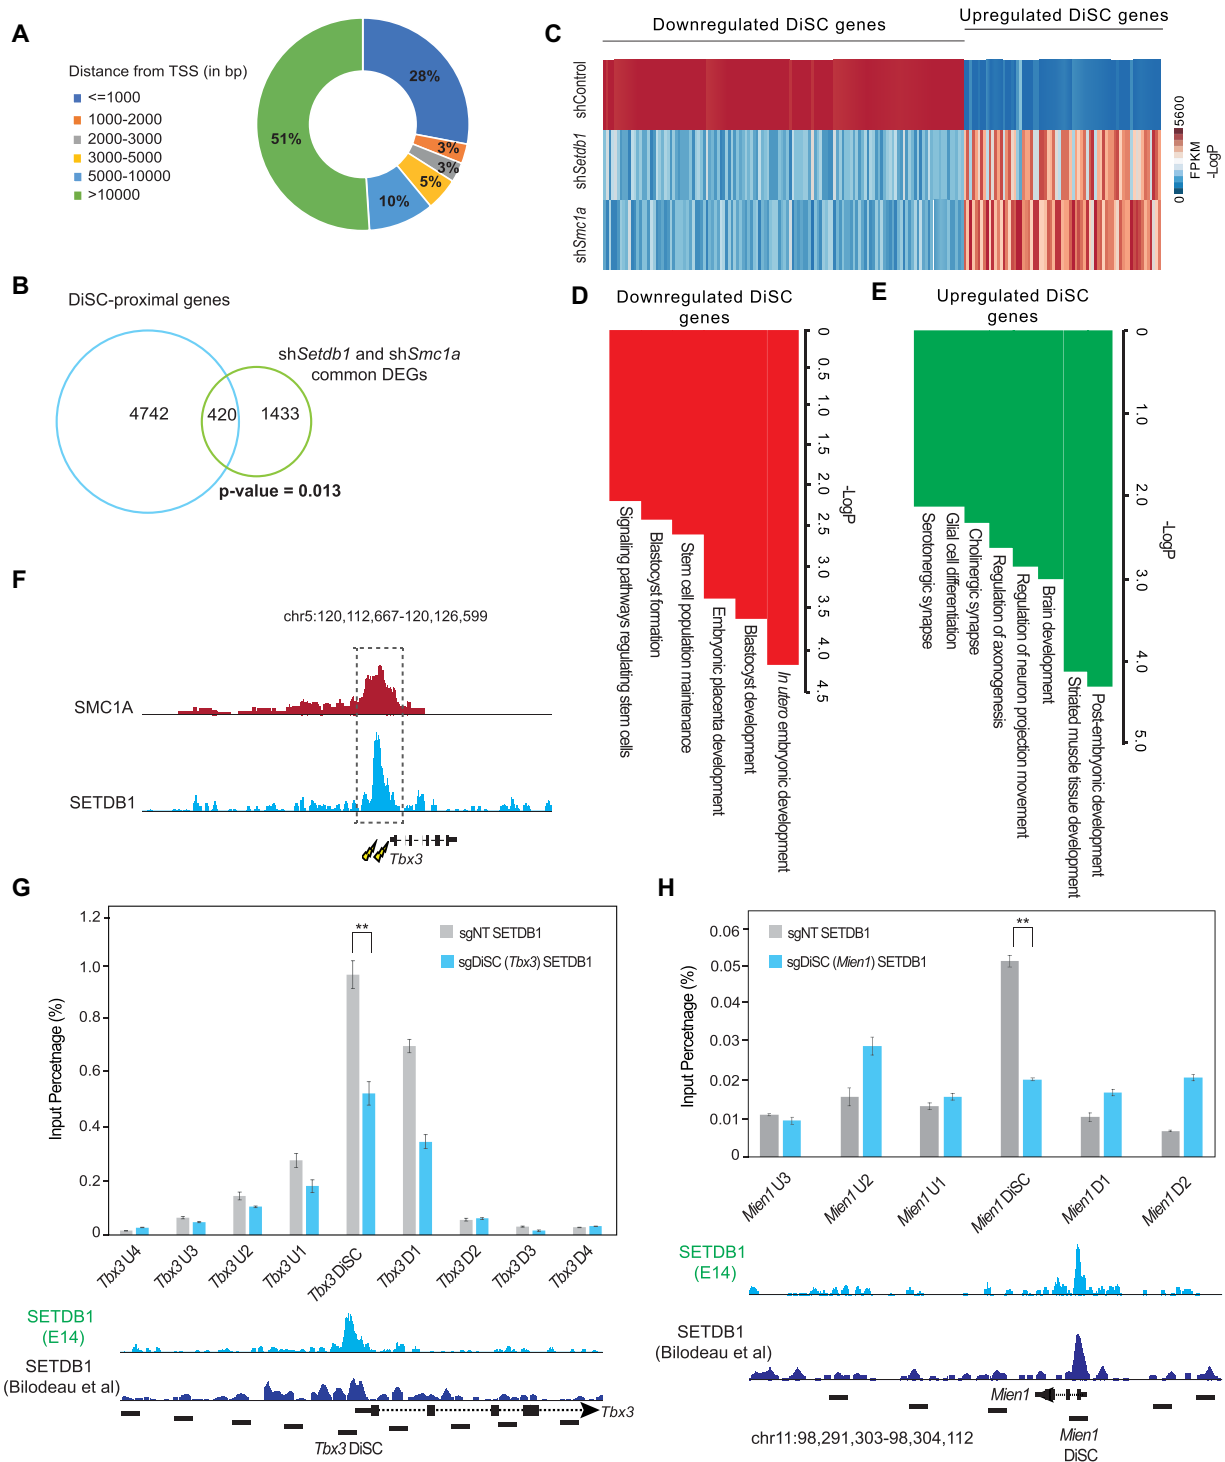 A
Distance from TSS (in bp)
<=1000
1000-2000
2000-3000
3000-5000
5000-10000
>10000
28%
3%
3%
5%
10%
51%
B
DiSC-proximal genes
shSetdb1 and shSmc1a
common DEGs
4742
420
1433
p-value = 0.013
C
Downregulated DiSC genes
Upregulated DiSC genes
shControl
shSetdb1
shSmc1a
0
5600
FPKM
-LogP
D
Downregulated DiSC
genes
0
0.5
1.0
1.5
2.0
2.5
3.0
3.5
4.0
4.5
-LogP
Signaling pathways regulating stem cells
Blastocyst formation
Stem cell population maintenance
Embryonic placenta development
Blastocyst development
In utero embryonic development
E
Upregulated DiSC
genes
0
1.0
2.0
3.0
4.0
5.0
-LogP
Serotonergic synapse
Glial cell differentiation
Cholinergic synapse
Regulation of axonogenesis
Regulation of neuron projection movement
Brain development
Striated muscle tissue development
Post-embryonic development
F
chr5:120,112,667-120,126,599
SMC1A
SETDB1
Tbx3
G
Input Percetnage (%)
1.2
1.0
0.8
0.6
0.4
0.2
0
**
sgNT SETDB1
sgDiSC (Tbx3) SETDB1
Tbx3 U4
Tbx3 U3
Tbx3 U2
Tbx3 U1
Tbx3 DiSC
Tbx3 D1
Tbx3 D2
Tbx3 D3
Tbx3 D4
SETDB1
(E14)
SETDB1
(Bilodeau et al)
Tbx3
Tbx3 DiSC
H
Input Percetnage (%)
0.06
0.05
0.04
0.03
0.02
0.01
0
**
sgNT SETDB1
sgDiSC (Mien1) SETDB1
Mien1 U3
Mien1 U2
Mien1 U1
Mien1 DiSC
Mien1 D1
Mien1 D2
SETDB1
(E14)
SETDB1
(Bilodeau et al)
Mien1
chr11:98,291,303-98,304,112
Mien1
DiSC